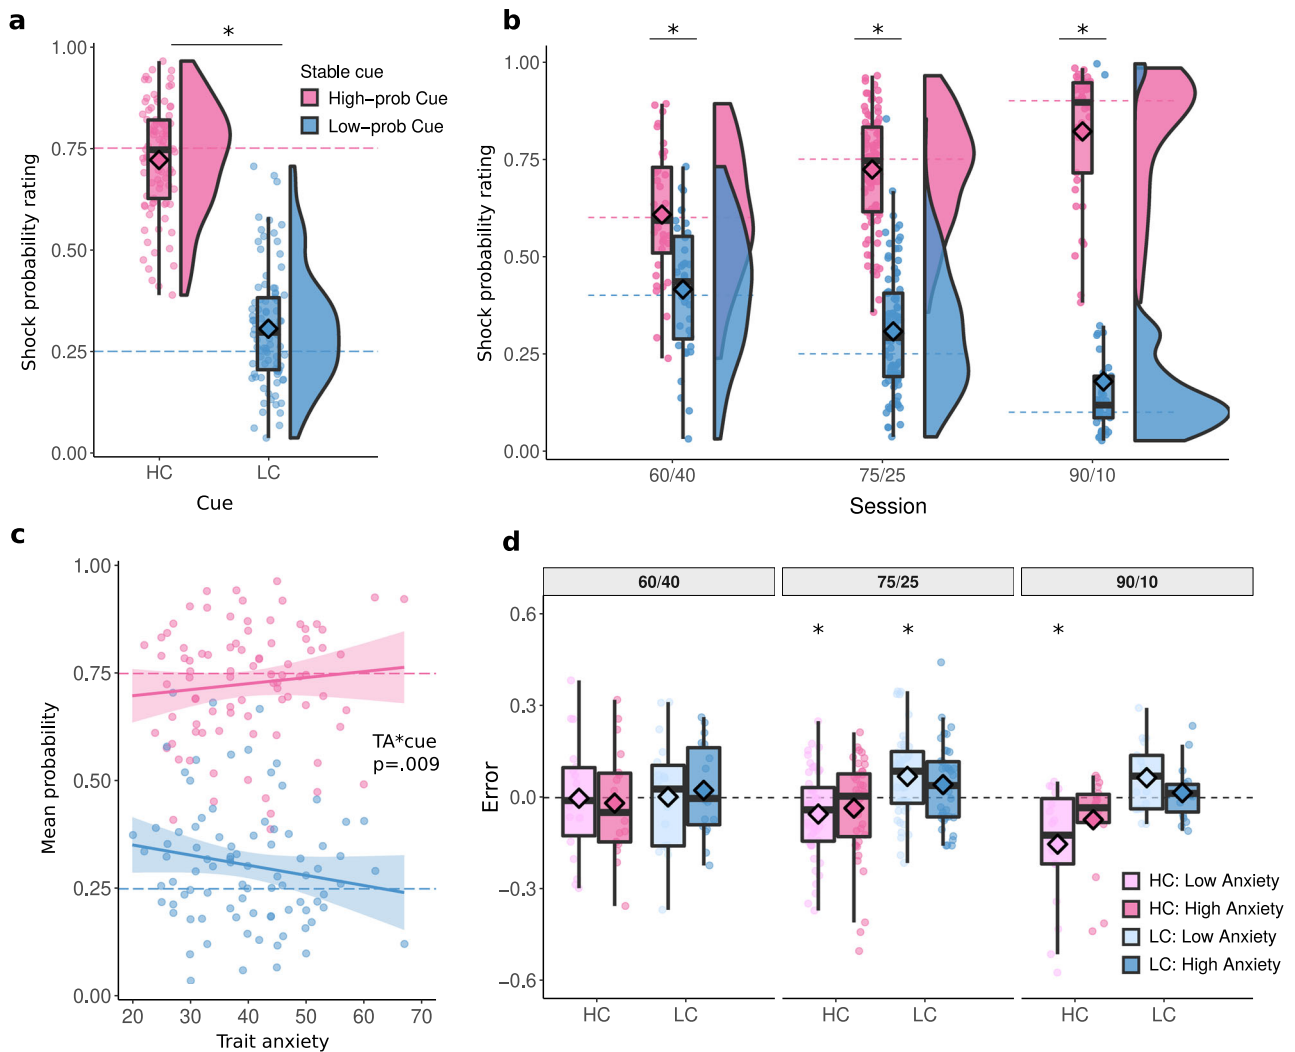 a
*
1.00
0.75
0.50
0.25
0.00
Shock probability rating
HC
LC
Cue
Stable cue
High−prob Cue
Low−prob Cue
b
*
*
*
1.00
0.75
0.50
0.25
0.00
Shock probability rating
60/40
75/25
90/10
Session
c
1.00
0.75
0.50
0.25
0.00
Mean probability
TA*cue
p=.009
20
30
40
50
60
70
Trait anxiety
d
60/40
75/25
90/10
*
*
*
0.6
0.3
0.0
−0.3
−0.6
Error
HC
LC
HC
LC
HC
LC
HC: Low Anxiety
HC: High Anxiety
LC: Low Anxiety
LC: High Anxiety